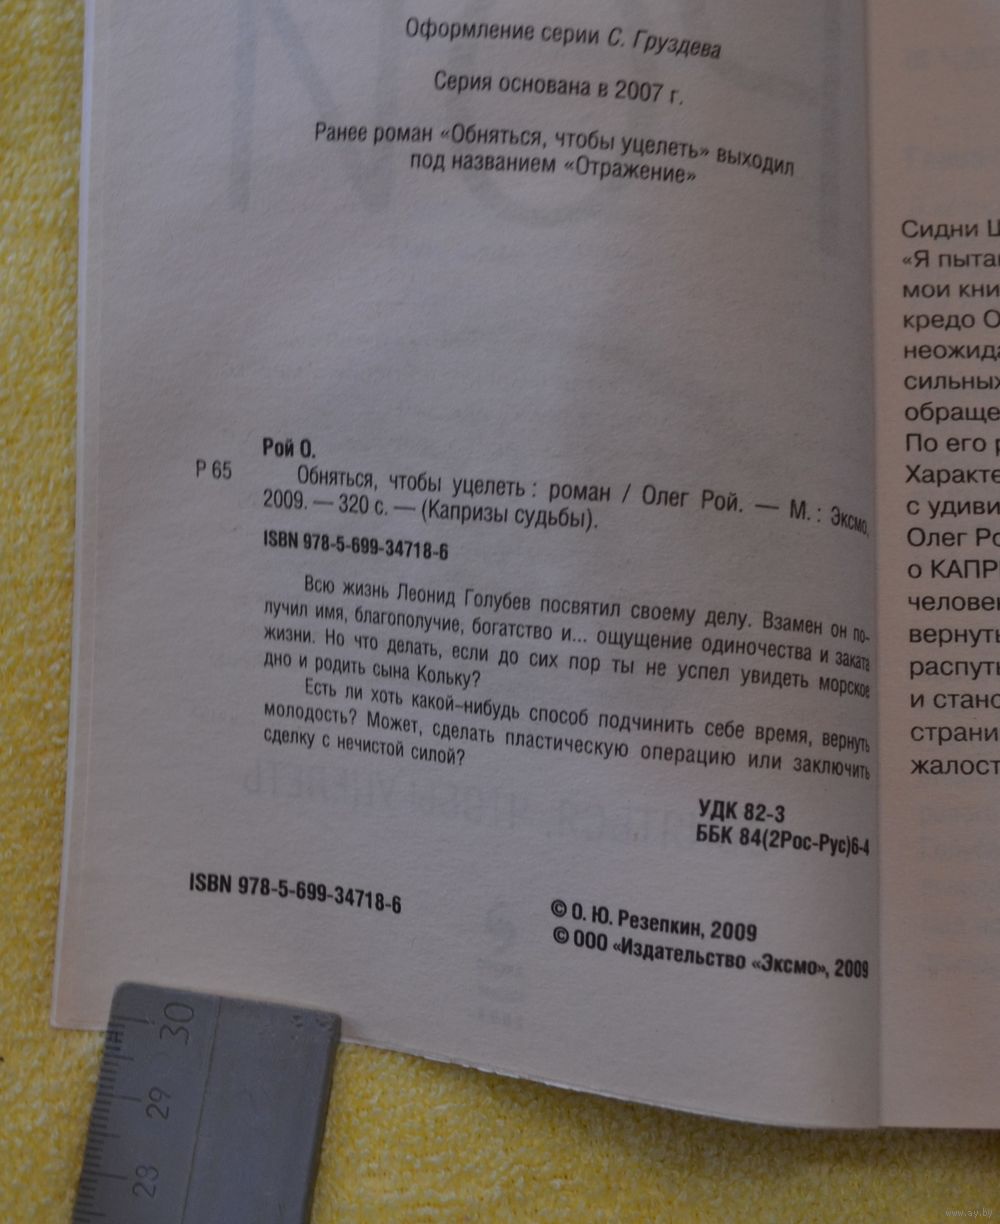 Оформление серии С. Груздева
Серия основана в 2007 г.
Ранее роман «Обняться, чтобы уцелеть» выходил
под названием «Отражение»
Рой О.
Р 65
Обняться, чтобы уцелеть : роман / Олег Рой. — М. : Эксмо,
2009. — 320 с. — (Капризы судьбы).
ISBN 978-5-699-34718-6
Всю жизнь Леонид Голубев посвятил своему делу. Взамен он по-
лучил имя, благополучие, богатство и... ощущение одиночества и заката
жизни. Но что делать, если до сих пор ты не успел увидеть морское
дно и родить сына Кольку?
Есть ли хоть какой-нибудь способ подчинить себе время, вернуть
молодость? Может, сделать пластическую операцию или заключить
сделку с нечистой силой?
УДК 82-3
ББК 84(2Рос-Рус)6-4
ISBN 978-5-699-34718-6
© О. Ю. Резепкин, 2009
© ООО «Издательство «Эксмо», 2009
Сидни
«Я пыта
мои кни
кредо О
неожида
сильных
обраще
По его
Характе
с удиви
Олег Ро
о КАПР
человек
вернуть
распут
и стано
страни
жалост
30
29
28
www.ay.by